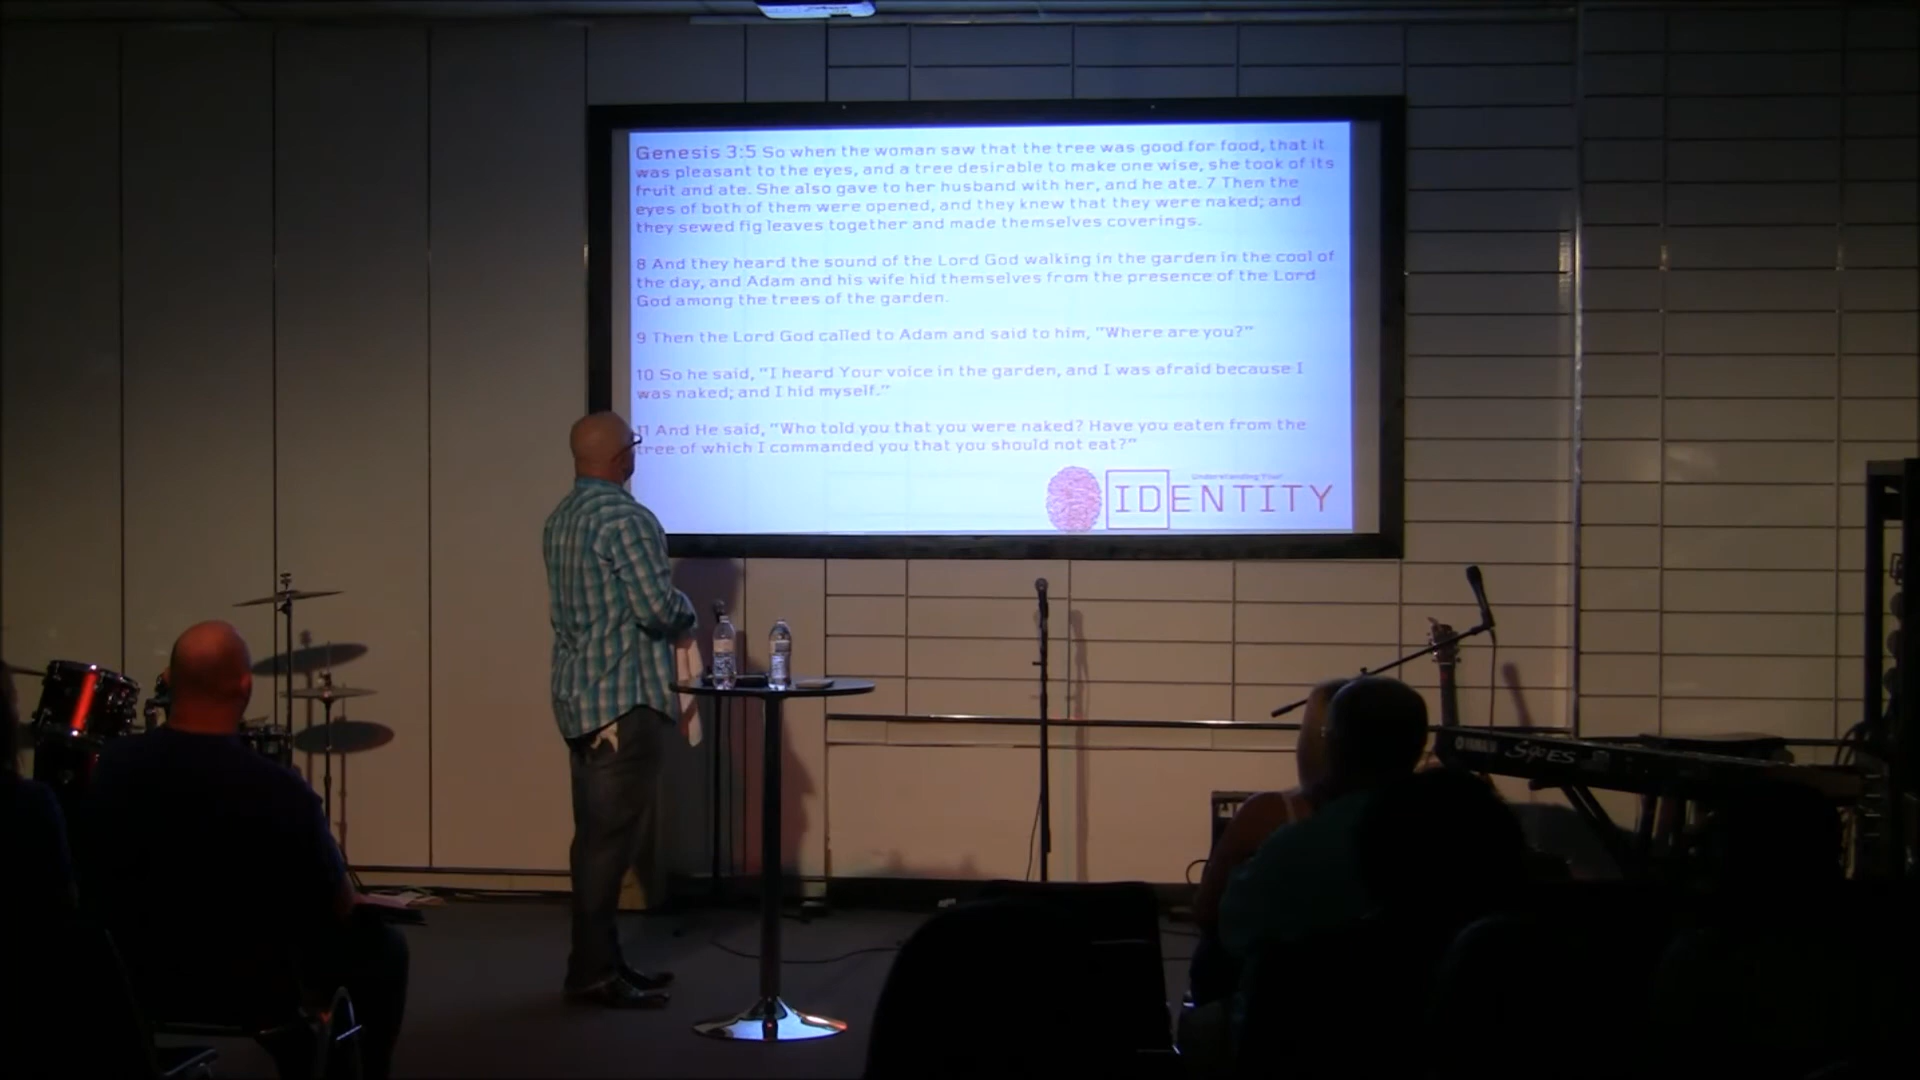 Genesis 3:5 So when the woman saw that the tree was good for food, that it
was pleasant to the eyes, and a tree desirable to make one wise, she took of its
fruit and ate. She also gave to her husband with her, and he ate. 7 Then the
eyes of both of them were opened, and they knew that they were naked; and
they sewed fig leaves together and made themselves coverings.
8 And they heard the sound of the Lord God walking in the garden in the cool of
the day, and Adam and his wife hid themselves from the presence of the Lord
God among the trees of the garden.
9 Then the Lord God called to Adam and said to him, “Where are you?”
10 So he said, “I heard Your voice in the garden, and I was afraid because I
was naked; and I hid myself.”
11 And He said, “Who told you that you were naked? Have you eaten from the
tree of which I commanded you that you should not eat?”
Understanding Your
IDENTITY
YAMAHA S90ES